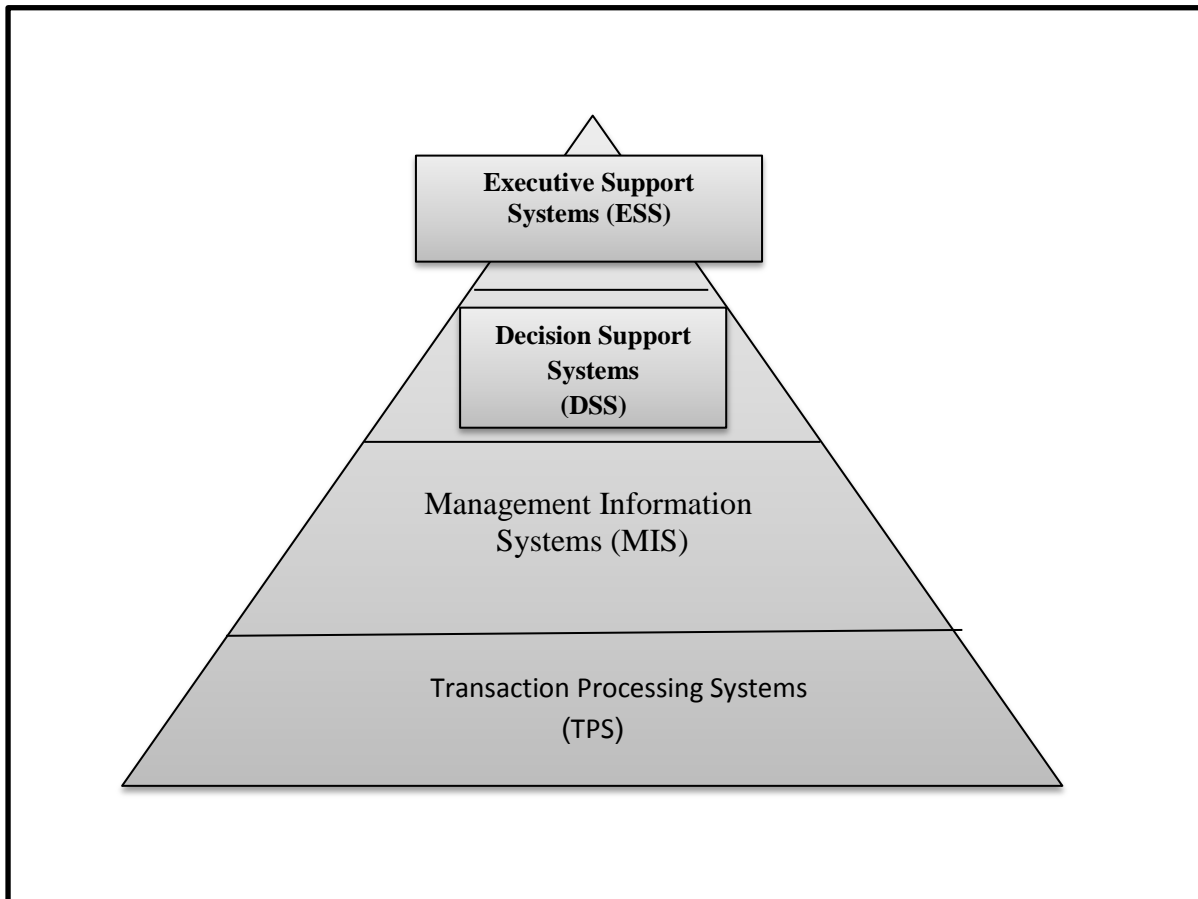 Executive Support
Systems (ESS)
Decision Support
Systems
(DSS)
Management Information
Systems (MIS)
Transaction Processing Systems
(TPS)